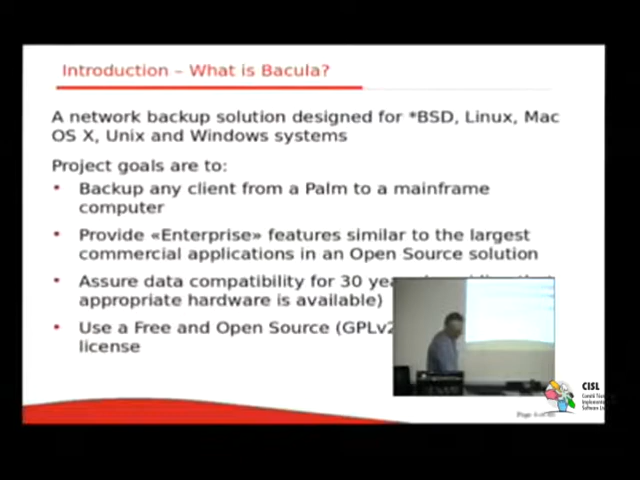 Introduction – What is Bacula?
A network backup solution designed for *BSD, Linux, Mac
OS X, Unix and Windows systems
Project goals are to:
• Backup any client from a Palm to a mainframe
computer
• Provide «Enterprise» features similar to the largest
commercial applications in an Open Source solution
• Assure data compatibility for 30
appropriate hardware is available)
• Use a Free and Open Source (GPLv2
license
CISL
Page